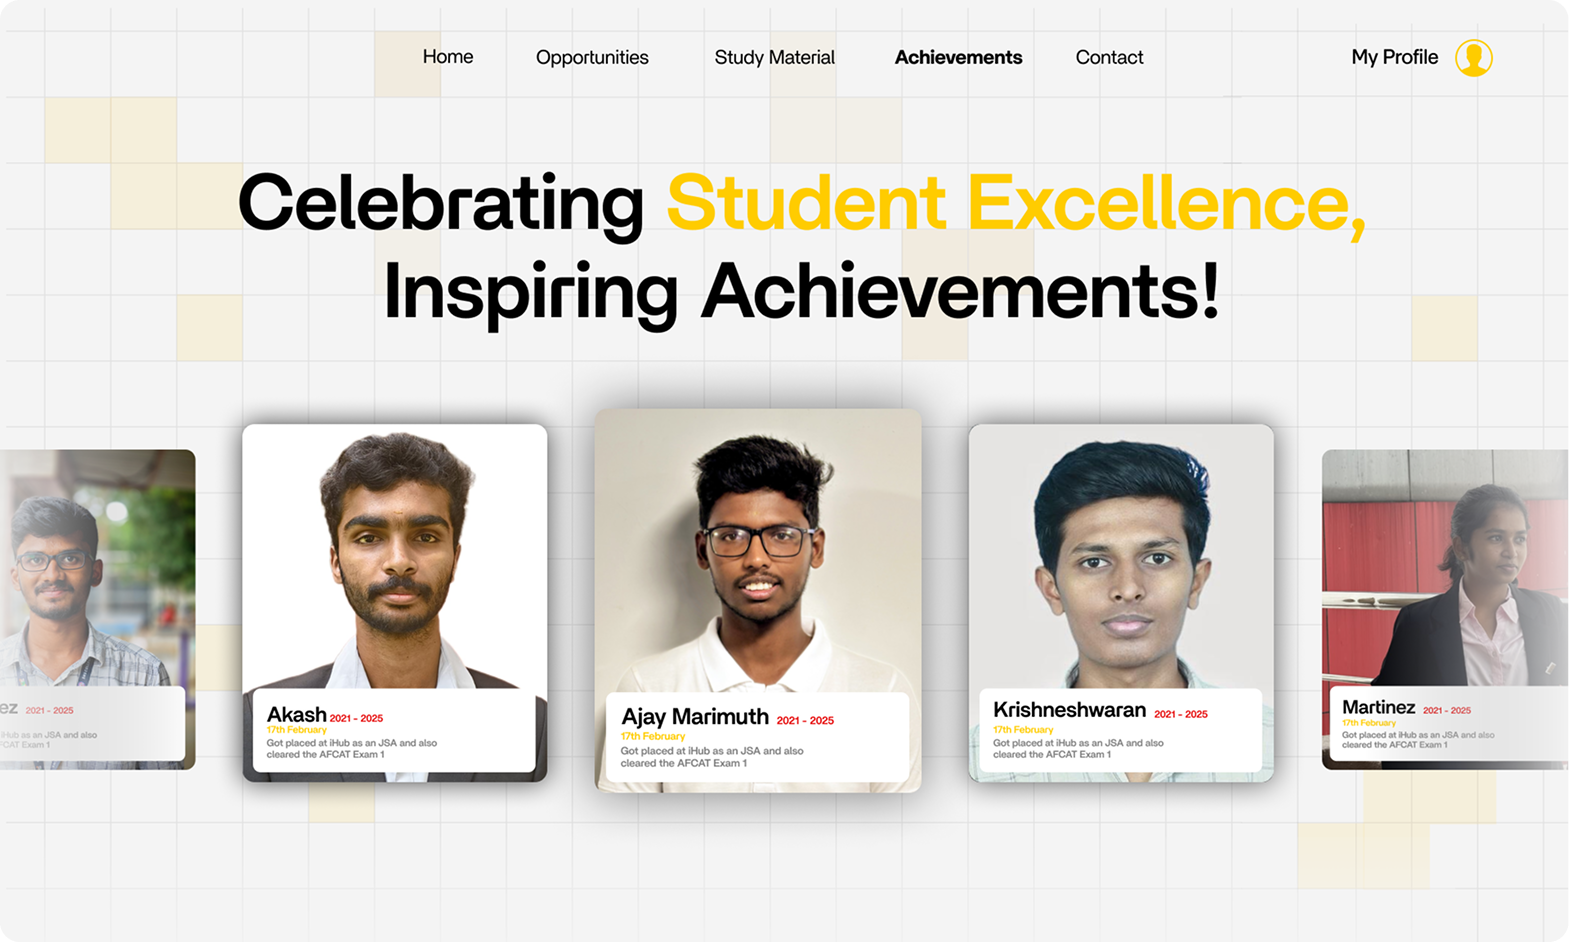 Home
Opportunities
Study Material
Achievements
Contact
My Profile
Celebrating Student Excellence,
Inspiring Achievements!
ez 2021 - 2025
iHub as an JSA and also
FCAT Exam 1
Akash 2021 - 2025
17th February
Got placed at iHub as an JSA and also
cleared the AFCAT Exam 1
Ajay Marimuth 2021 - 2025
17th February
Got placed at iHub as an JSA and also
cleared the AFCAT Exam 1
Krishneshwaran 2021 - 2025
17th February
Got placed at iHub as an JSA and also
cleared the AFCAT Exam 1
Martinez 2021 - 2025
17th February
Got placed at iHub as an JSA and also
cleared the AFCAT Exam 1